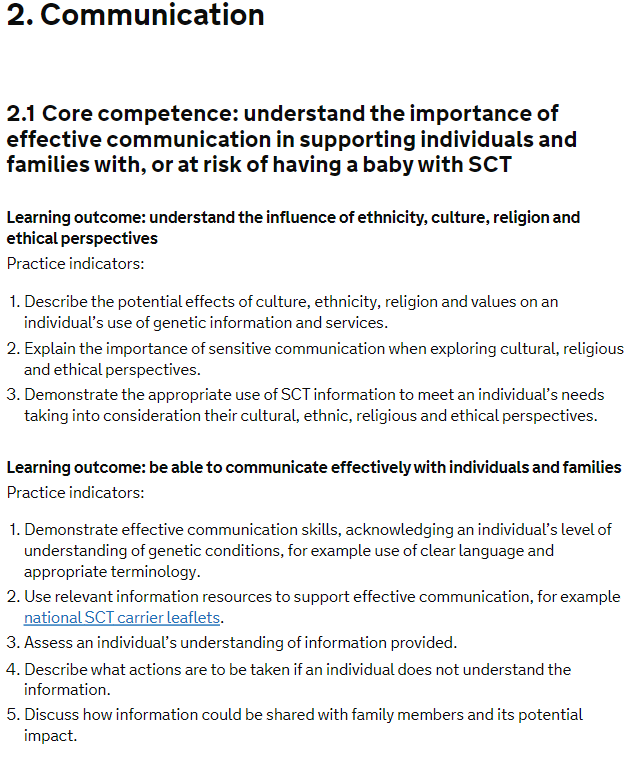 2. Communication
2.1 Core competence: understand the importance of
effective communication in supporting individuals and
families with, or at risk of having a baby with SCT
Learning outcome: understand the influence of ethnicity, culture, religion and
ethical perspectives
Practice indicators:
1. Describe the potential effects of culture, ethnicity, religion and values on an
individual’s use of genetic information and services.
2. Explain the importance of sensitive communication when exploring cultural, religious
and ethical perspectives.
3. Demonstrate the appropriate use of SCT information to meet an individual’s needs
taking into consideration their cultural, ethnic, religious and ethical perspectives.
Learning outcome: be able to communicate effectively with individuals and families
Practice indicators:
1. Demonstrate effective communication skills, acknowledging an individual’s level of
understanding of genetic conditions, for example use of clear language and
appropriate terminology.
2. Use relevant information resources to support effective communication, for example
national SCT carrier leaflets.
3. Assess an individual’s understanding of information provided.
4. Describe what actions are to be taken if an individual does not understand the
information.
5. Discuss how information could be shared with family members and its potential
impact.